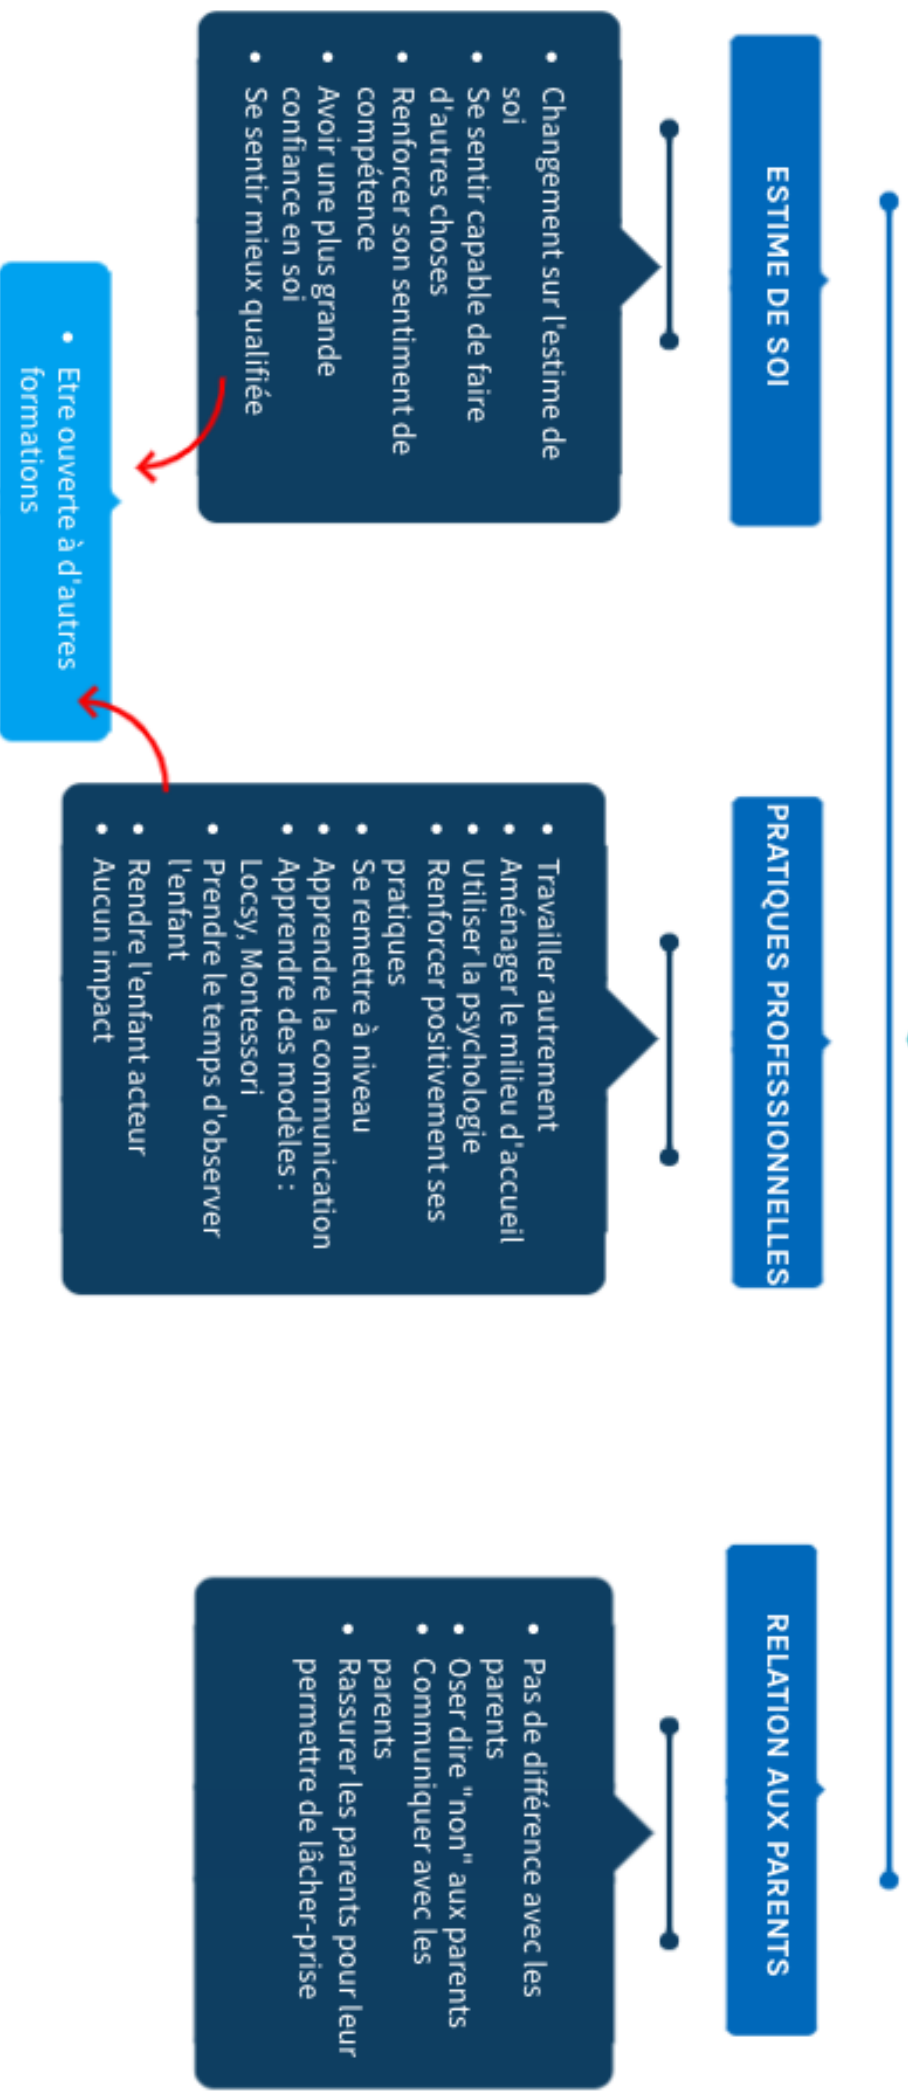 ESTIME DE SOI
• Changement sur l'estime de
soi
• Se sentir capable de faire
d'autres choses
• Renforcer son sentiment de
compétence
• Avoir une plus grande
confiance en soi
• Se sentir mieux qualifiée
• Etre ouverte à d'autres
formations
PRATIQUES PROFESSIONNELLES
• Travailler autrement
• Aménager le milieu d'accueil
• Utiliser la psychologie
• Renforcer positivement ses
pratiques
• Se remettre à niveau
• Apprendre la communication
• Apprendre des modèles :
Locsy, Montessori
• Prendre le temps d'observer
l'enfant
• Rendre l'enfant acteur
• Aucun impact
RELATION AUX PARENTS
• Pas de différence avec les
parents
• Oser dire "non" aux parents
• Communiquer avec les
parents
• Rassurer les parents pour leur
permettre de lâcher-prise